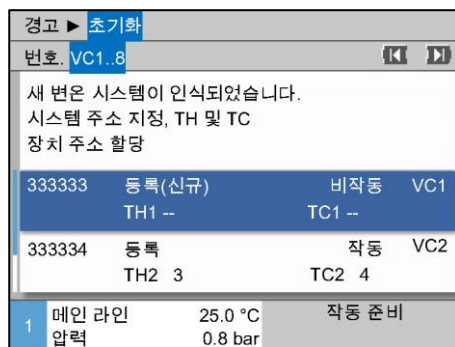 경고 ► 초기화
번호. VC1..8
새 변온 시스템이 인식되었습니다.
시스템 주소 지정, TH 및 TC
장치 주소 할당
333333 등록(신규) 비작동 VC1
TH1 -- TC1 --
333334 등록 작동 VC2
TH2 3 TC2 4
1 메인 라인 25.0 °C 작동 준비
압력 0.8 bar